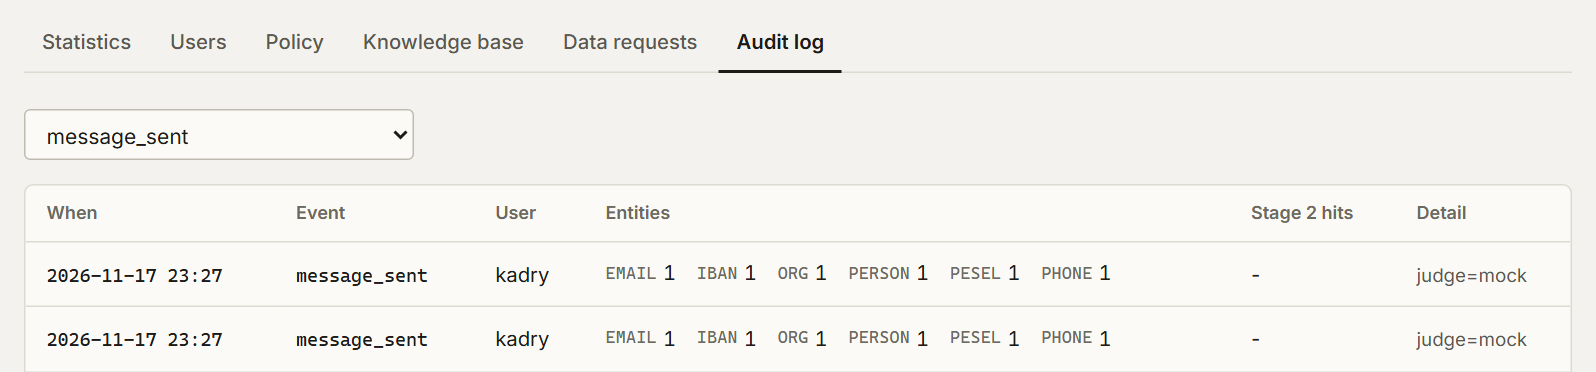 Statistics Users Policy Knowledge base Data requests Audit log
message_sent
When Event User Entities Stage 2 hits Detail
2026-11-17 23:27 message_sent kadry EMAIL 1 IBAN 1 ORG 1 PERSON 1 PESEL 1 PHONE 1 - judge=mock
2026-11-17 23:27 message_sent kadry EMAIL 1 IBAN 1 ORG 1 PERSON 1 PESEL 1 PHONE 1 - judge=mock